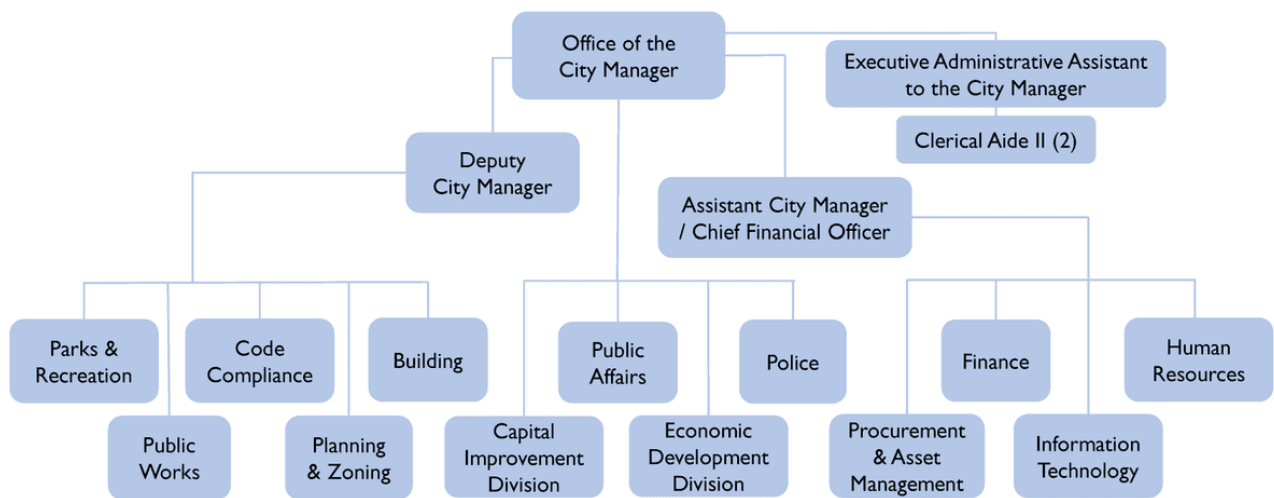 Office of the
City Manager
Executive Administrative Assistant
to the City Manager
Clerical Aide II (2)
Deputy
City Manager
Assistant City Manager
/ Chief Financial Officer
Parks &
Recreation
Code
Compliance
Building
Public
Affairs
Police
Finance
Human
Resources
Public
Works
Planning
& Zoning
Capital
Improvement
Division
Economic
Development
Division
Procurement
& Asset
Management
Information
Technology